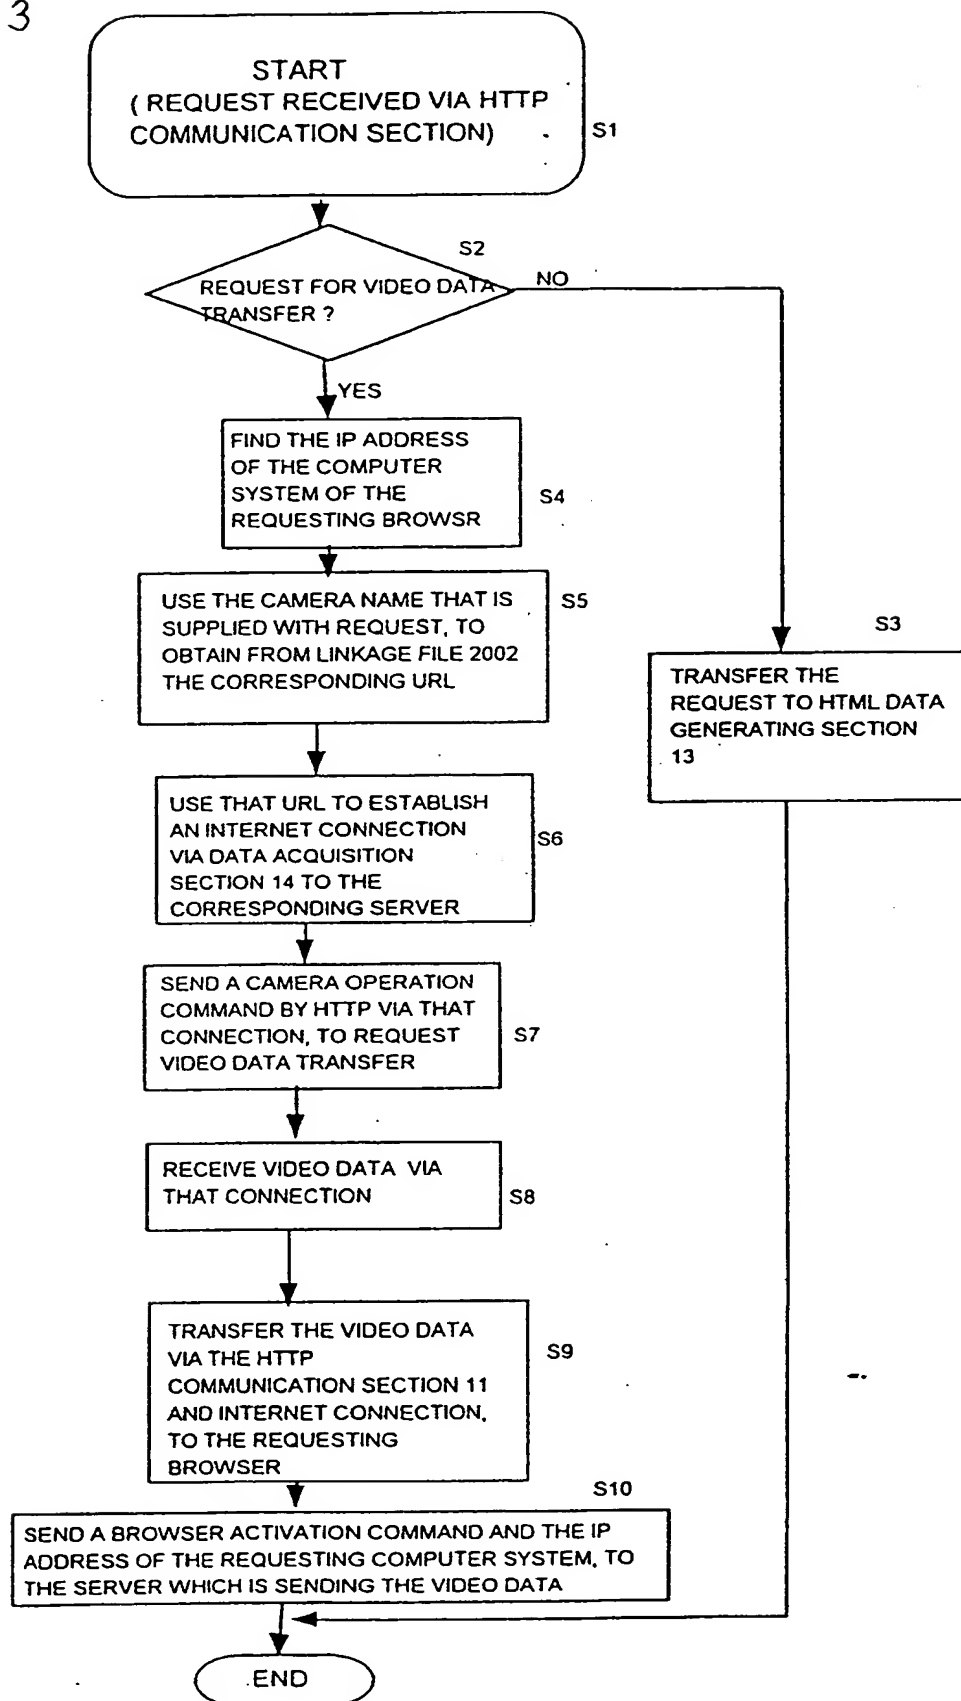 3
START
( REQUEST RECEIVED VIA HTTP
COMMUNICATION SECTION)
S1
S2
REQUEST FOR VIDEO DATA
TRANSFER ?
NO
YES
FIND THE IP ADDRESS
OF THE COMPUTER
SYSTEM OF THE
REQUESTING BROWSR
S4
USE THE CAMERA NAME THAT IS
SUPPLIED WITH REQUEST, TO
OBTAIN FROM LINKAGE FILE 2002
THE CORRESPONDING URL
S5
S3
TRANSFER THE
REQUEST TO HTML DATA
GENERATING SECTION
13
USE THAT URL TO ESTABLISH
AN INTERNET CONNECTION
VIA DATA ACQUISITION
SECTION 14 TO THE
CORRESPONDING SERVER
S6
SEND A CAMERA OPERATION
COMMAND BY HTTP VIA THAT
CONNECTION, TO REQUEST
VIDEO DATA TRANSFER
S7
RECEIVE VIDEO DATA VIA
THAT CONNECTION
S8
TRANSFER THE VIDEO DATA
VIA THE HTTP
COMMUNICATION SECTION 11
AND INTERNET CONNECTION,
TO THE REQUESTING
BROWSER
S9
S10
SEND A BROWSER ACTIVATION COMMAND AND THE IP
ADDRESS OF THE REQUESTING COMPUTER SYSTEM, TO
THE SERVER WHICH IS SENDING THE VIDEO DATA
END